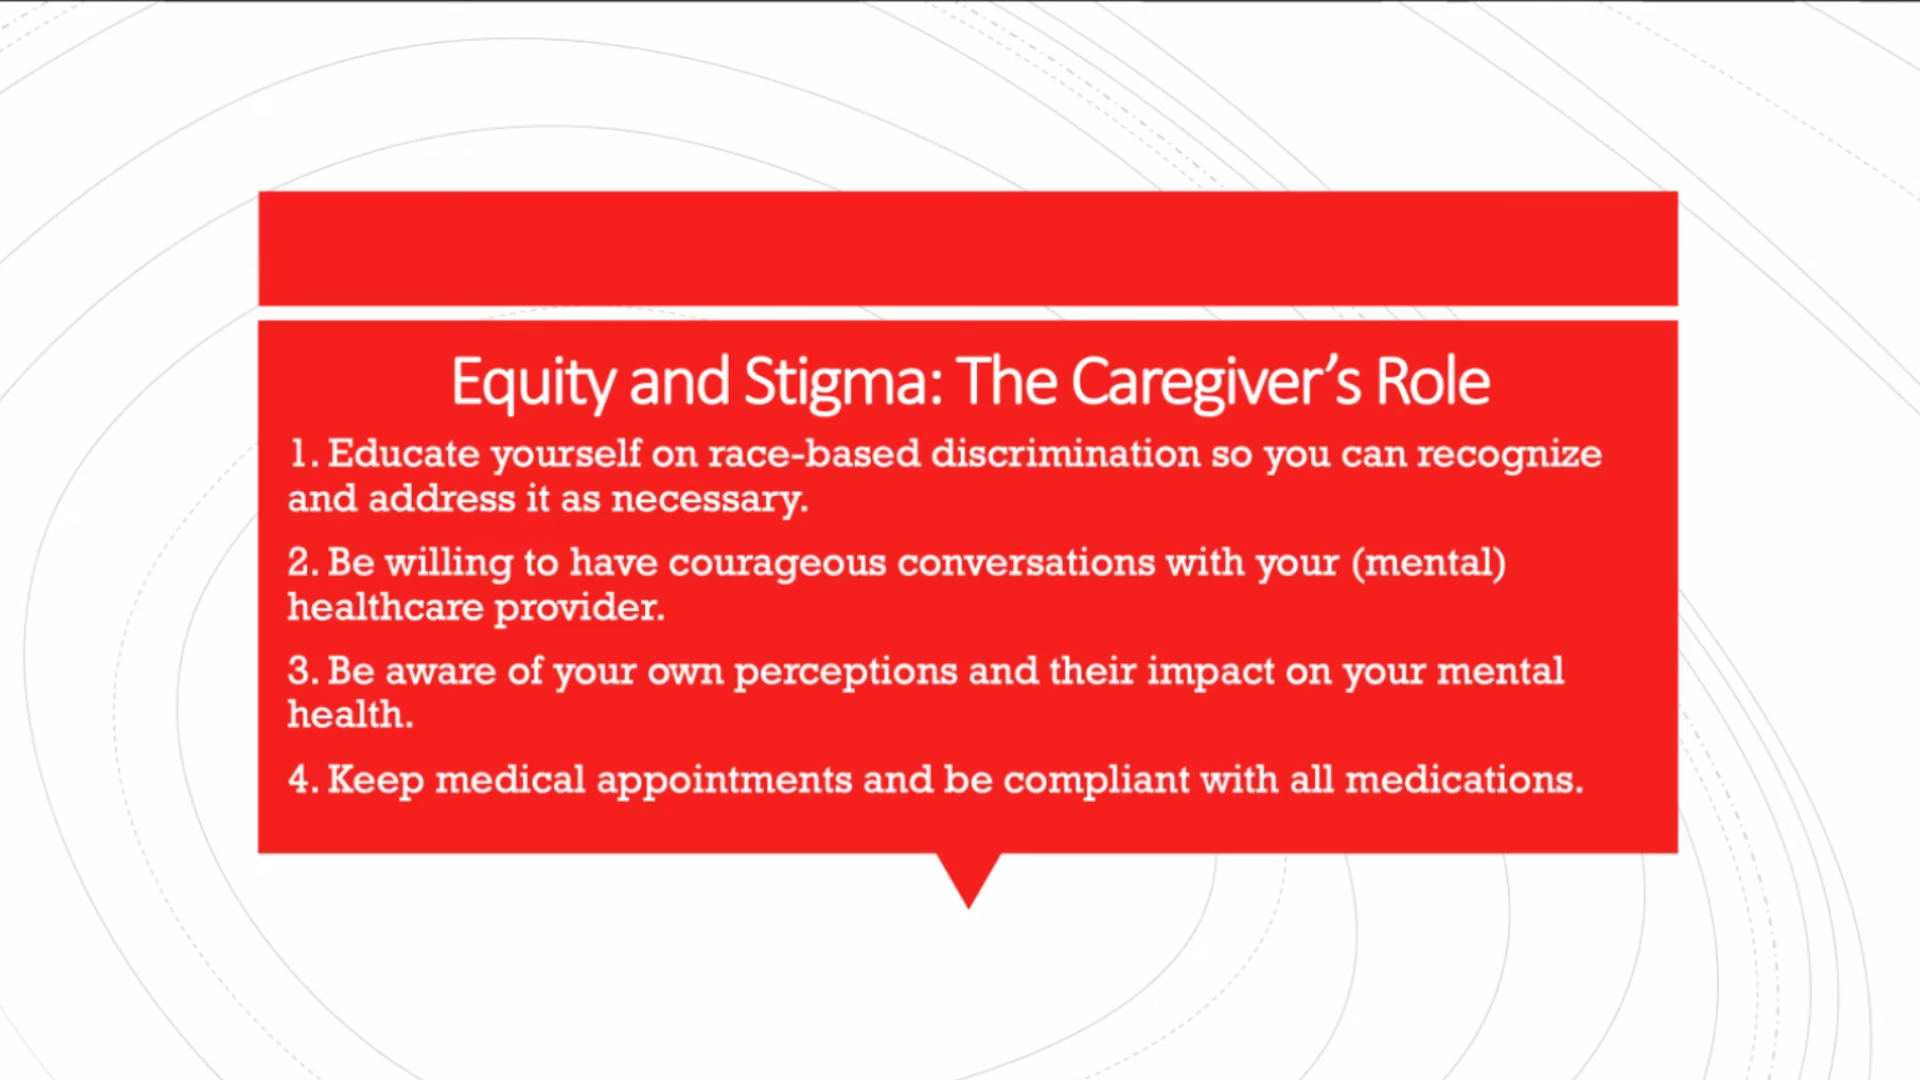 Equity and Stigma: The Caregiver’s Role
1. Educate yourself on race-based discrimination so you can recognize
and address it as necessary.
2. Be willing to have courageous conversations with your (mental)
healthcare provider.
3. Be aware of your own perceptions and their impact on your mental
health.
4. Keep medical appointments and be compliant with all medications.